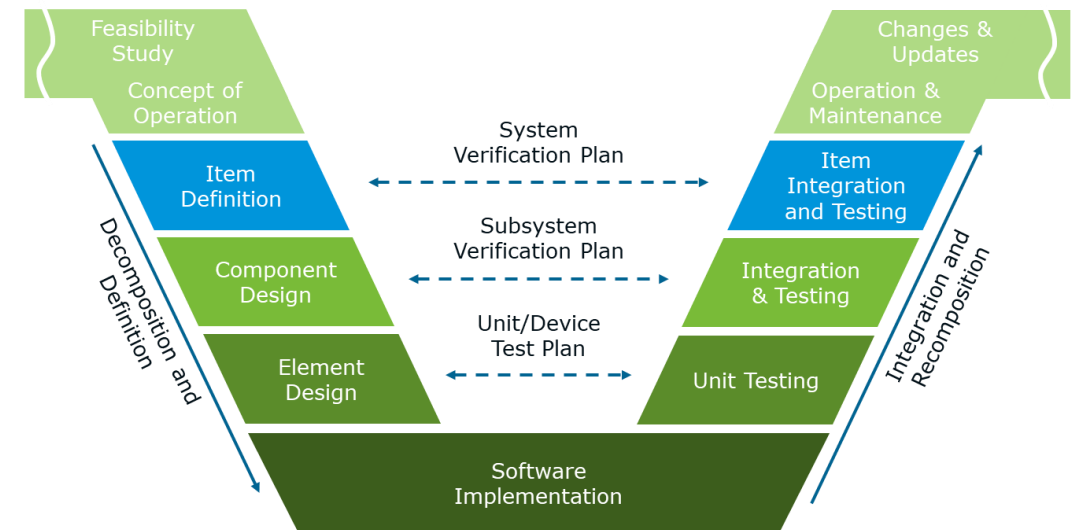 Feasibility
Study
Concept of
Operation
Changes &
Updates
Operation &
Maintenance
System
Verification Plan
Item
Definition
Item
Integration
and Testing
Subsystem
Verification Plan
Component
Design
Integration
& Testing
Unit/Device
Test Plan
Element
Design
Unit Testing
Software
Implementation
Decomposition and
Definition
Integration and
Recomposition